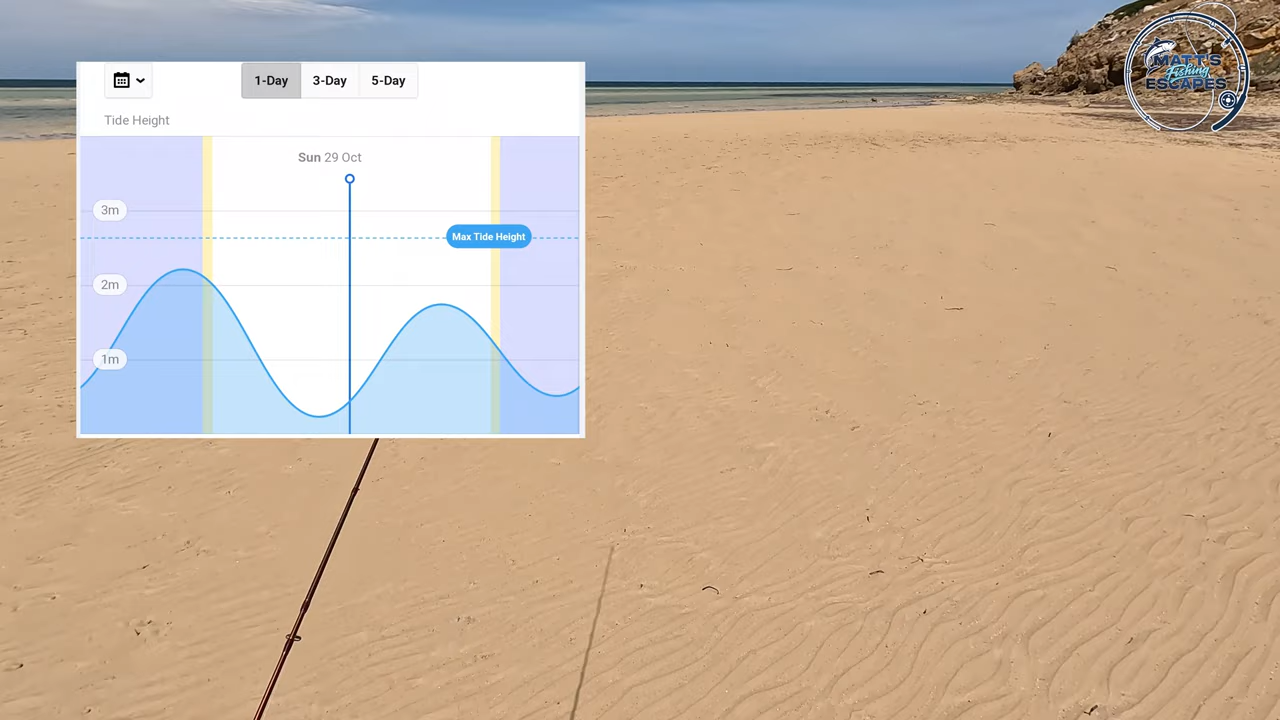 1-Day 3-Day 5-Day
Tide Height
Sun 29 Oct
3m
Max Tide Height
2m
1m
MATT'S
Fishing
ESCAPES